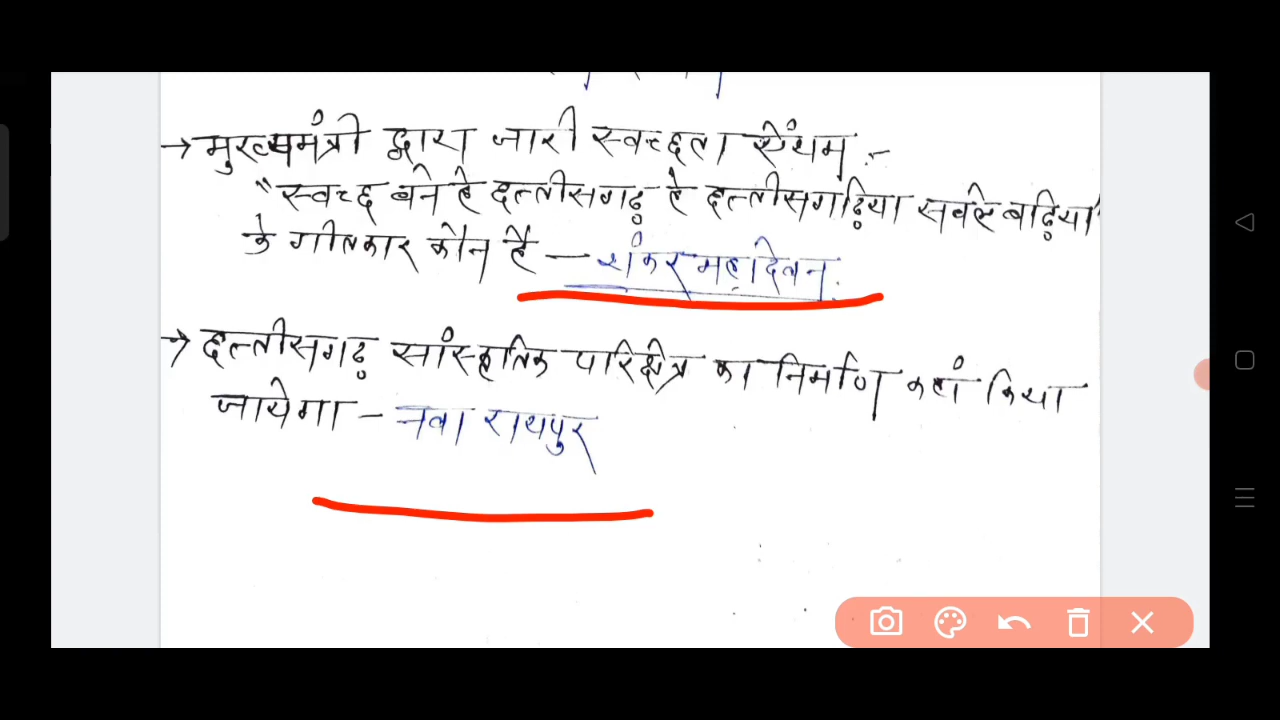 → मुख्यमंत्री द्वारा जारी स्वच्छता ऐंथम :-
"स्वच्छ बने हे छत्तीसगढ़ हे छत्तीसगढ़िया सबले बढ़िया"
के गीतकार कौन है - शंकर महादेवन
→ छत्तीसगढ़ सांस्कृतिक परिक्षेत्र का निर्माण कहां किया
जायेगा - नवा रायपुर